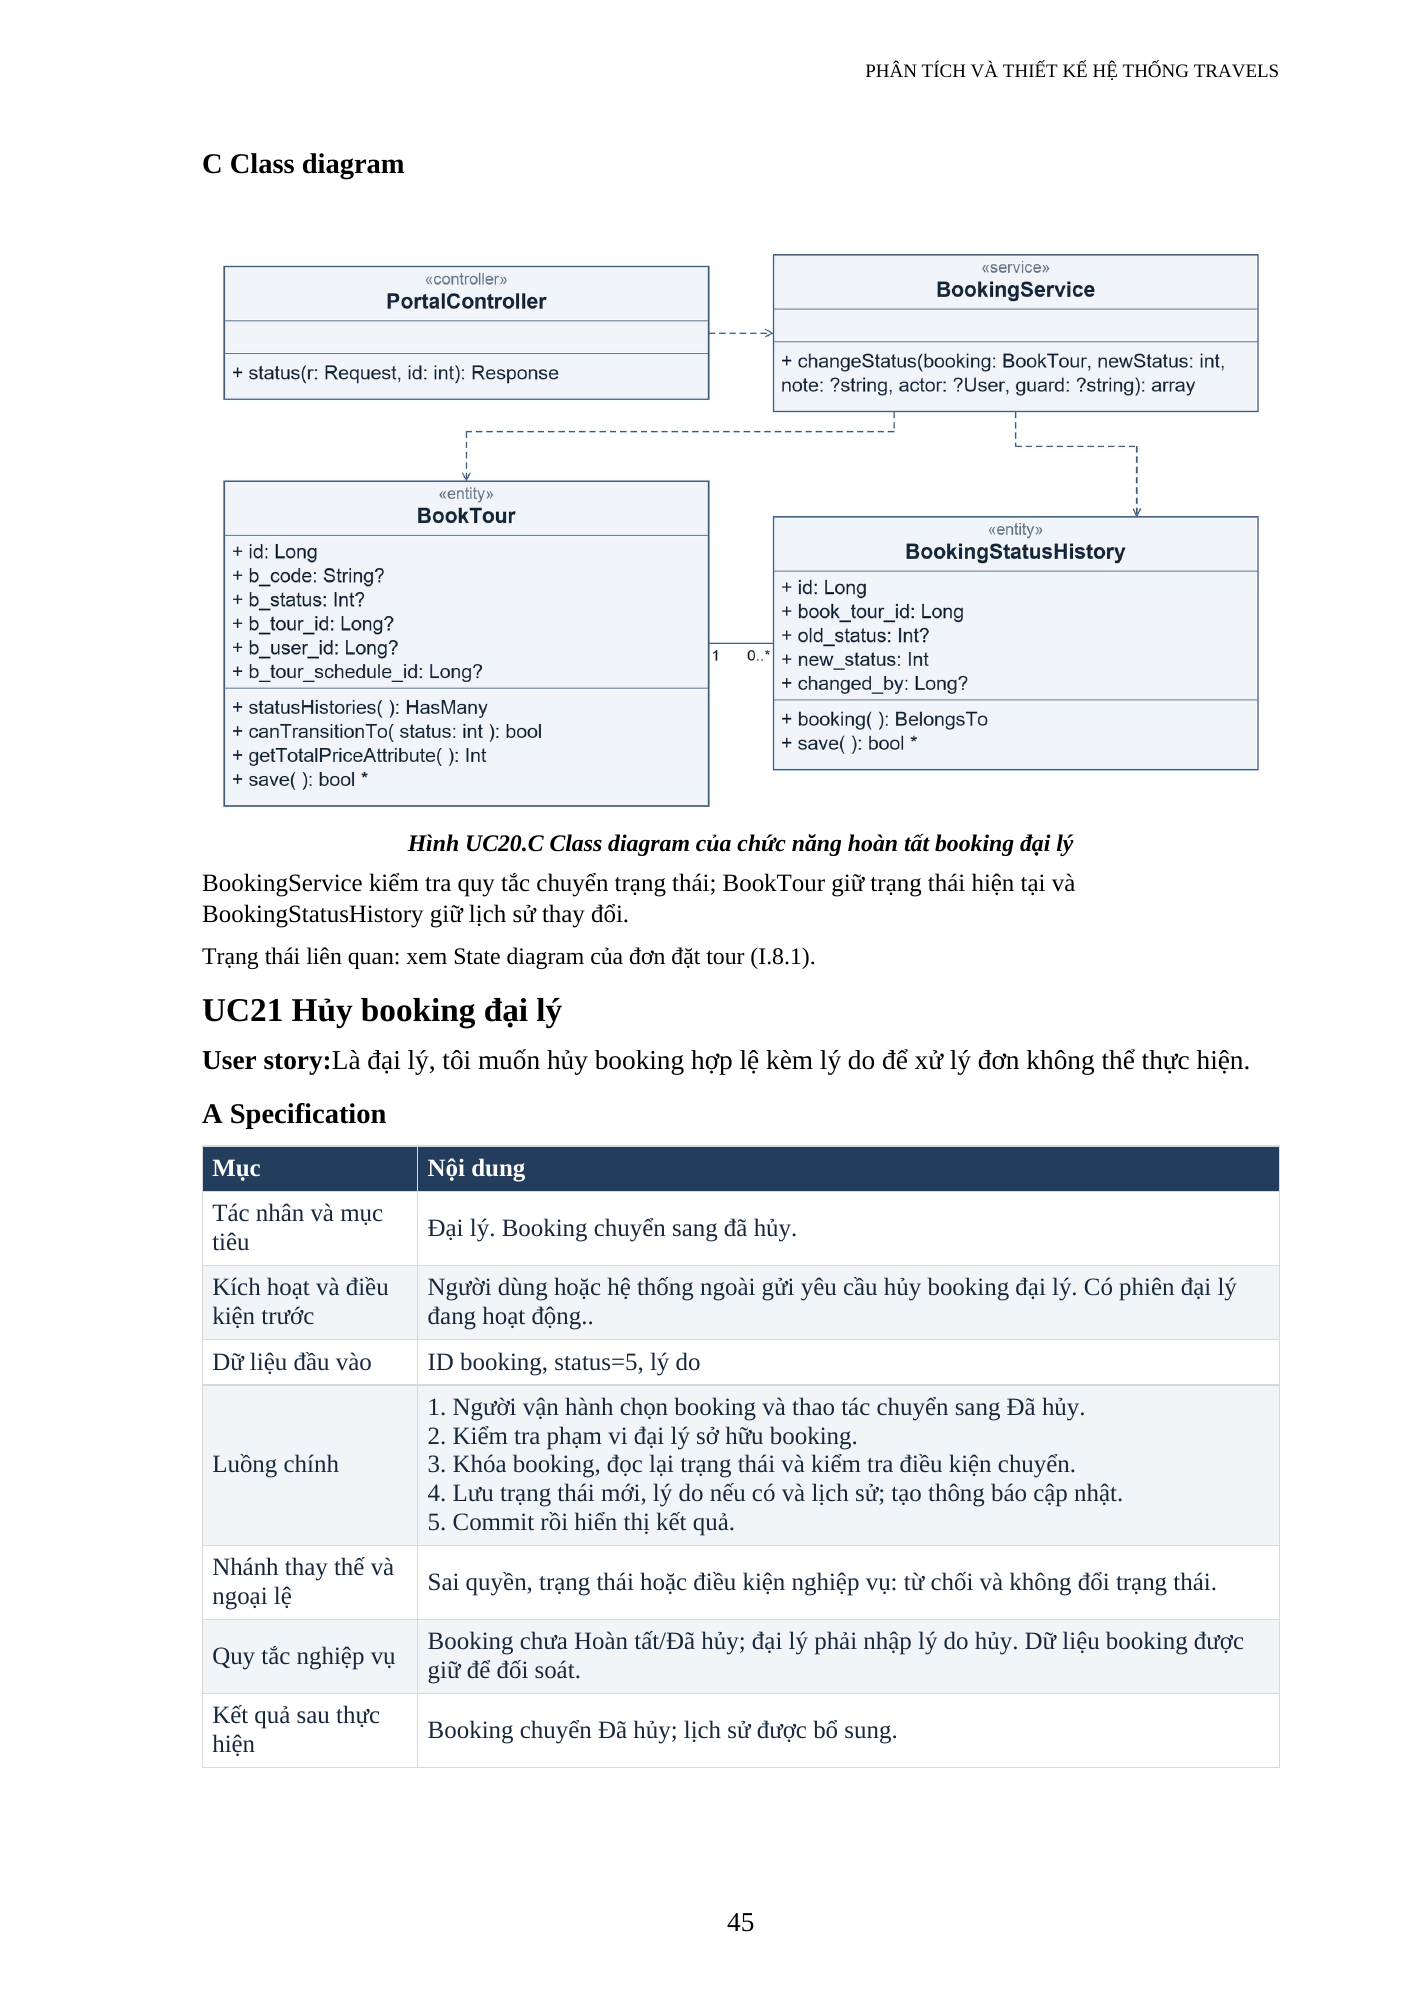 PHÂN TÍCH VÀ THIẾT KẾ HỆ THỐNG TRAVELS
C Class diagram
«controller»
PortalController
+ status(r: Request, id: int): Response
«service»
BookingService
+ changeStatus(booking: BookTour, newStatus: int,
note: ?string, actor: ?User, guard: ?string): array
«entity»
BookTour
+ id: Long
+ b_code: String?
+ b_status: Int?
+ b_tour_id: Long?
+ b_user_id: Long?
+ b_tour_schedule_id: Long?
+ statusHistories( ): HasMany
+ canTransitionTo( status: int ): bool
+ getTotalPriceAttribute( ): Int
+ save( ): bool *
1 0..*
«entity»
BookingStatusHistory
+ id: Long
+ book_tour_id: Long
+ old_status: Int?
+ new_status: Int
+ changed_by: Long?
+ booking( ): BelongsTo
+ save( ): bool *
Hình UC20.C Class diagram của chức năng hoàn tất booking đại lý
BookingService kiểm tra quy tắc chuyển trạng thái; BookTour giữ trạng thái hiện tại và
BookingStatusHistory giữ lịch sử thay đổi.
Trạng thái liên quan: xem State diagram của đơn đặt tour (I.8.1).
UC21 Hủy booking đại lý
User story:Là đại lý, tôi muốn hủy booking hợp lệ kèm lý do để xử lý đơn không thể thực hiện.
A Specification
Mục Nội dung
Tác nhân và mục
tiêu
Đại lý. Booking chuyển sang đã hủy.
Kích hoạt và điều
kiện trước
Người dùng hoặc hệ thống ngoài gửi yêu cầu hủy booking đại lý. Có phiên đại lý
đang hoạt động..
Dữ liệu đầu vào ID booking, status=5, lý do
Luồng chính
1. Người vận hành chọn booking và thao tác chuyển sang Đã hủy.
2. Kiểm tra phạm vi đại lý sở hữu booking.
3. Khóa booking, đọc lại trạng thái và kiểm tra điều kiện chuyển.
4. Lưu trạng thái mới, lý do nếu có và lịch sử; tạo thông báo cập nhật.
5. Commit rồi hiển thị kết quả.
Nhánh thay thế và
ngoại lệ
Sai quyền, trạng thái hoặc điều kiện nghiệp vụ: từ chối và không đổi trạng thái.
Quy tắc nghiệp vụ
Booking chưa Hoàn tất/Đã hủy; đại lý phải nhập lý do hủy. Dữ liệu booking được
giữ để đối soát.
Kết quả sau thực
hiện
Booking chuyển Đã hủy; lịch sử được bổ sung.
45